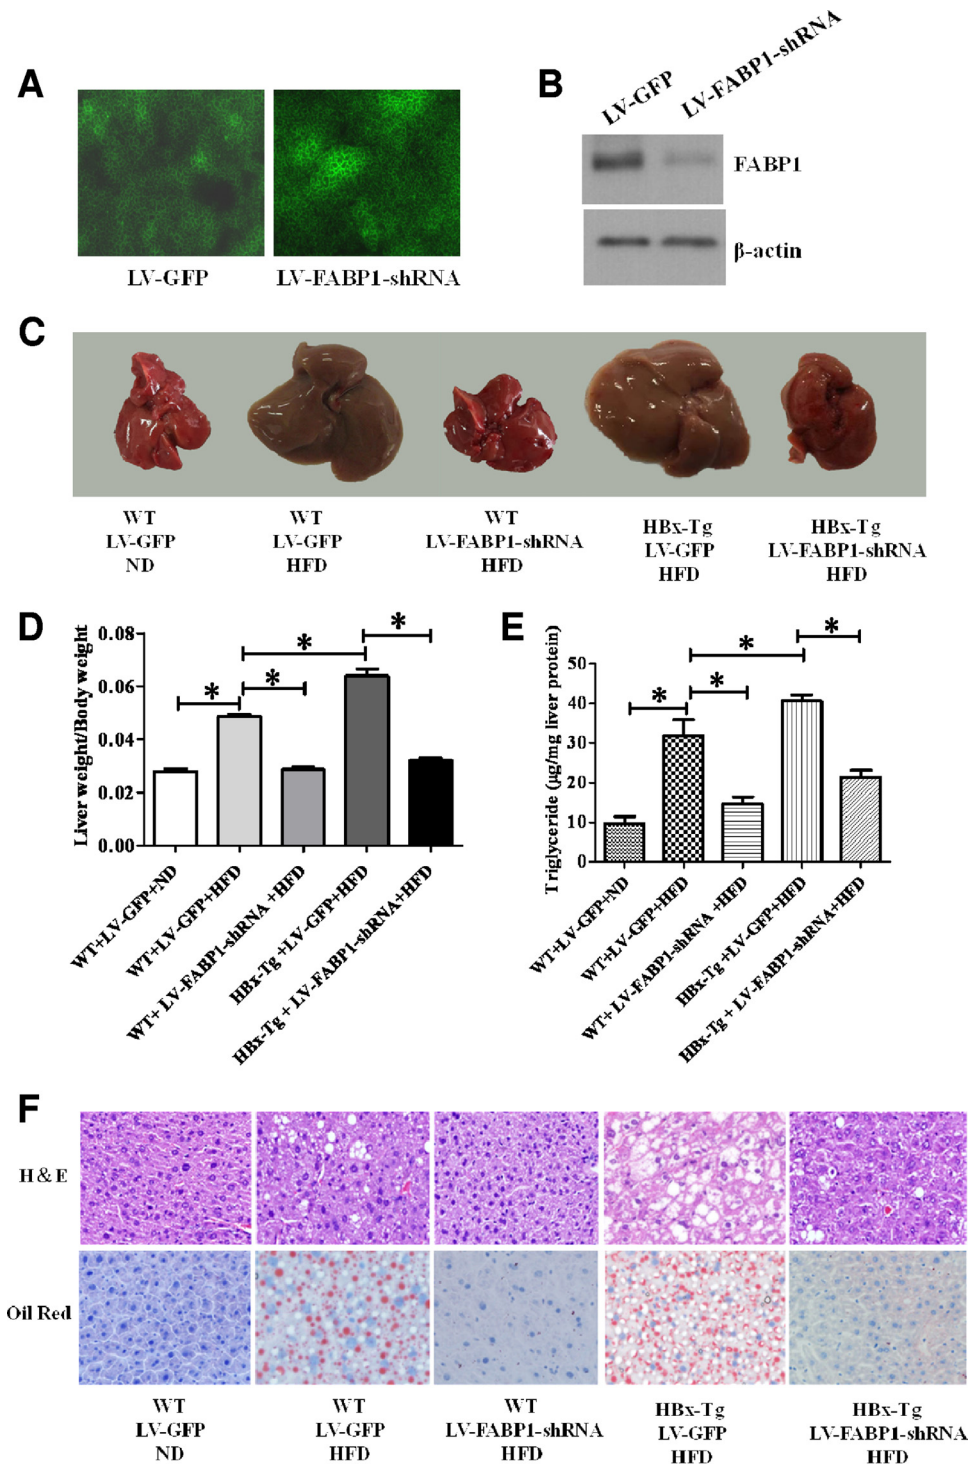 A
LV-GFP
LV-FABP1-shRNA
B
LV-GFP
LV-FABP1-shRNA
FABP1
β-actin
C
WT
LV-GFP
ND
WT
LV-GFP
HFD
WT
LV-FABP1-shRNA
HFD
HBx-Tg
LV-GFP
HFD
HBx-Tg
LV-FABP1-shRNA
HFD
D
Liver weight/Body weight
0.08
0.06
0.04
0.02
0.00
*
*
*
*
WT+LV-GFP+ND
WT+LV-GFP+HFD
WT+ LV-FABP1-shRNA +HFD
HBx-Tg +LV-GFP+HFD
HBx-Tg + LV-FABP1-shRNA+HFD
E
Triglyceride (μg/mg liver protein)
50
40
30
20
10
0
*
*
*
*
WT+LV-GFP+ND
WT+LV-GFP+HFD
WT+ LV-FABP1-shRNA +HFD
HBx-Tg +LV-GFP+HFD
HBx-Tg + LV-FABP1-shRNA+HFD
F
H&E
Oil Red
WT
LV-GFP
ND
WT
LV-GFP
HFD
WT
LV-FABP1-shRNA
HFD
HBx-Tg
LV-GFP
HFD
HBx-Tg
LV-FABP1-shRNA
HFD